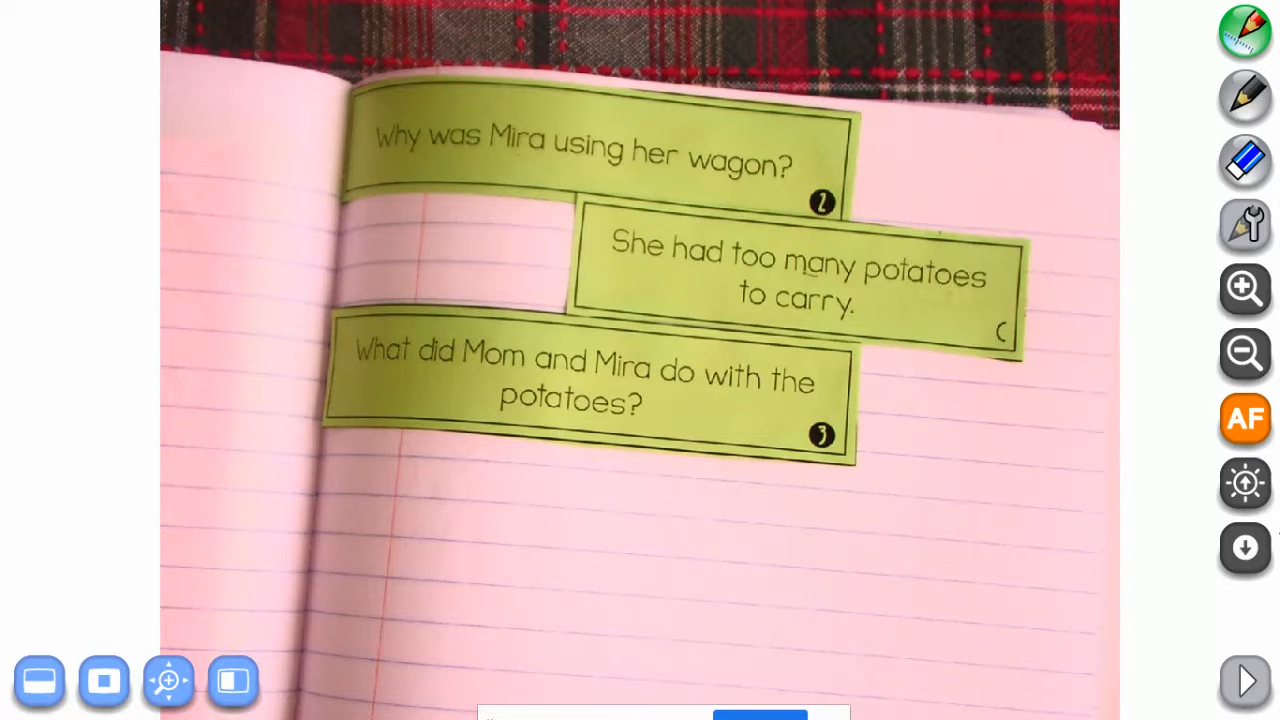 Why was Mira using her wagon?
2
She had too many potatoes
to carry.
C
What did Mom and Mira do with the
potatoes?
3
AF